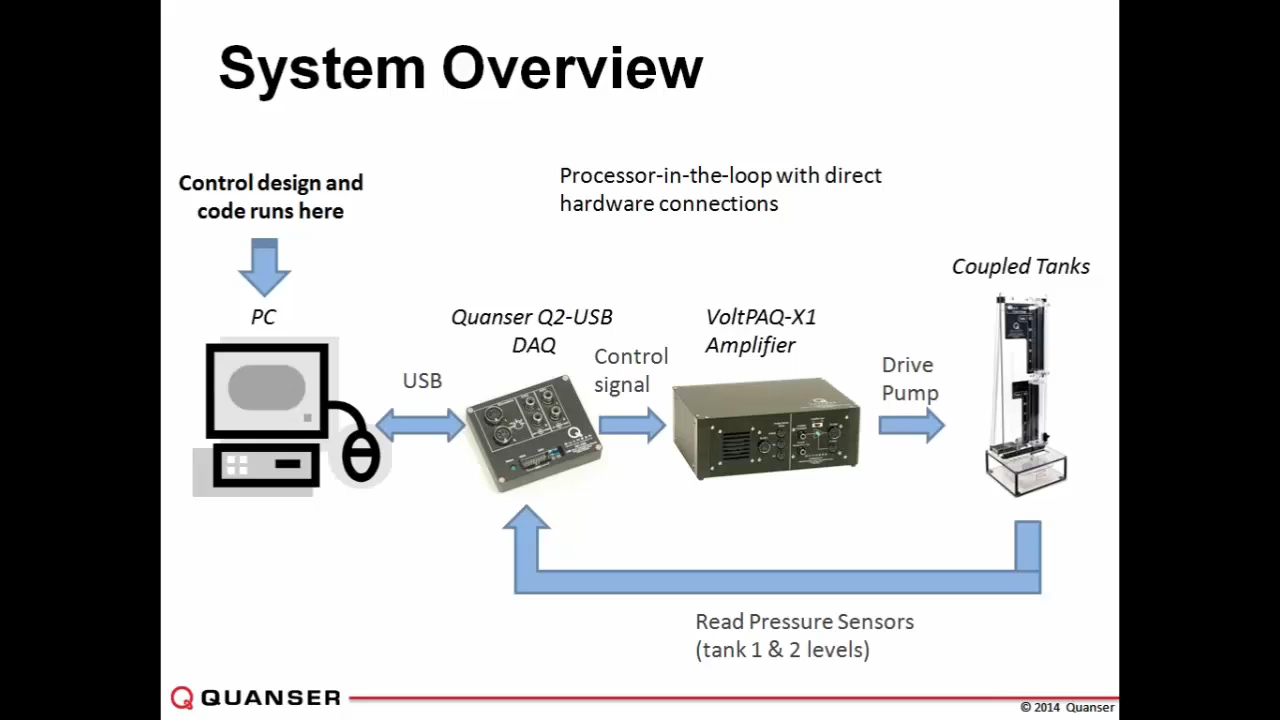 System Overview
Control design and
code runs here
Processor-in-the-loop with direct
hardware connections
Coupled Tanks
PC
Quanser Q2-USB
DAQ
VoltPAQ-X1
Amplifier
USB
Control
signal
Drive
Pump
Read Pressure Sensors
(tank 1 & 2 levels)
QUANSER
© 2014 Quanser